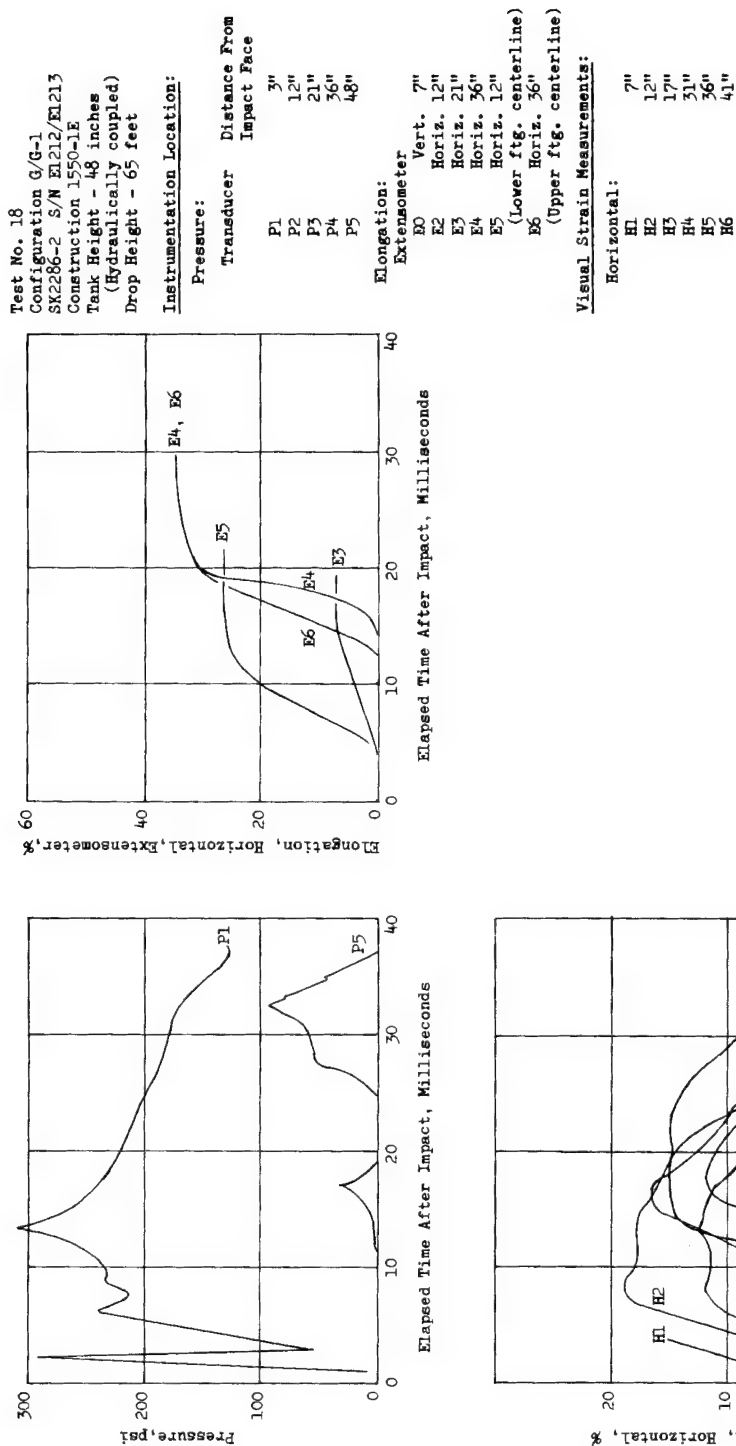 Test No. 18
Configuration G/G-1
SK2286-2 S/N E1212/E1213
Construction 1550-1E
Tank Height - 48 inches
(Hydraulically coupled)
Drop Height - 65 feet
Instrumentation Location:
Pressure:
Transducer Distance From
Impact Face
P1 3"
P2 12"
P3 21"
P4 36"
P5 48"
Elongation:
Extensometer
E0 Vert. 7"
E2 Horiz. 12"
E3 Horiz. 21"
E4 Horiz. 36"
E5 Horiz. 12"
(Lower ftg. centerline)
E6 Horiz. 36"
(Upper ftg. centerline)
Visual Strain Measurements:
Horizontal:
H1 7"
H2 12"
H3 17"
H4 31"
H5 36"
H6 41"
Pressure,psi
300
200
100
0
0 10 20 30 40
P1
P5
Elapsed Time After Impact, Milliseconds
Elongation, Horizontal,Extensometer,%
60
40
20
0
0 10 20 30 40
E4, E6
E5
E3
E4
E6
Elapsed Time After Impact, Milliseconds
, Horizontal, %
20
10
H1
H2